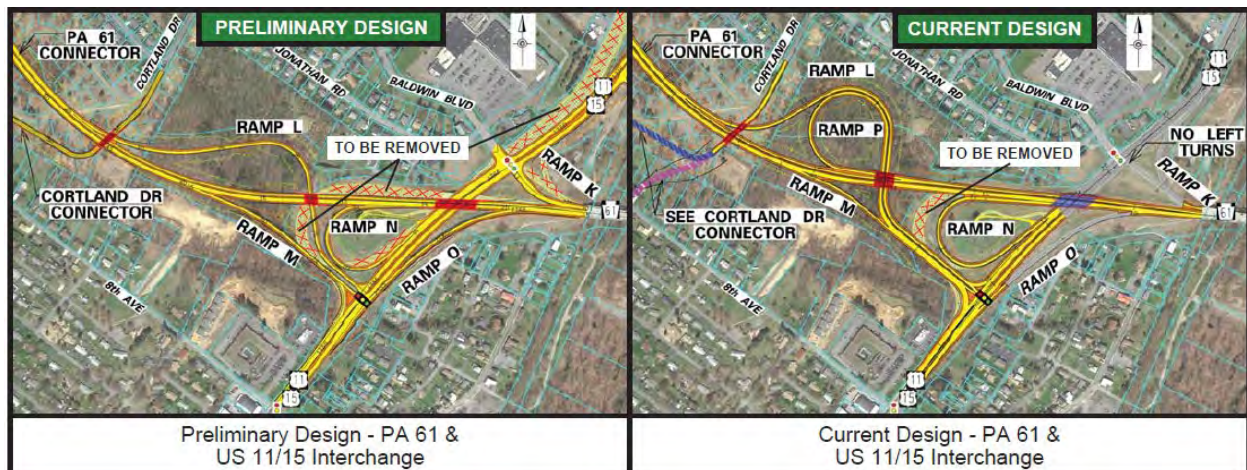 PRELIMINARY DESIGN
PA 61
CONNECTOR
CORTLAND DR
JONATHAN RD
BALDWIN BLVD
11
15
RAMP L
TO BE REMOVED
RAMP K
CORTLAND DR
CONNECTOR
61
RAMP N
RAMP M
RAMP O
8th AVE
11
15
Preliminary Design - PA 61 &
US 11/15 Interchange
CURRENT DESIGN
PA 61
CONNECTOR
CORTLAND DR
RAMP L
JONATHAN RD
BALDWIN BLVD
11
15
RAMP P
TO BE REMOVED
NO LEFT
TURNS
RAMP K
SEE CORTLAND DR
CONNECTOR
61
RAMP M
RAMP N
RAMP O
8th AVE
11
15
Current Design - PA 61 &
US 11/15 Interchange